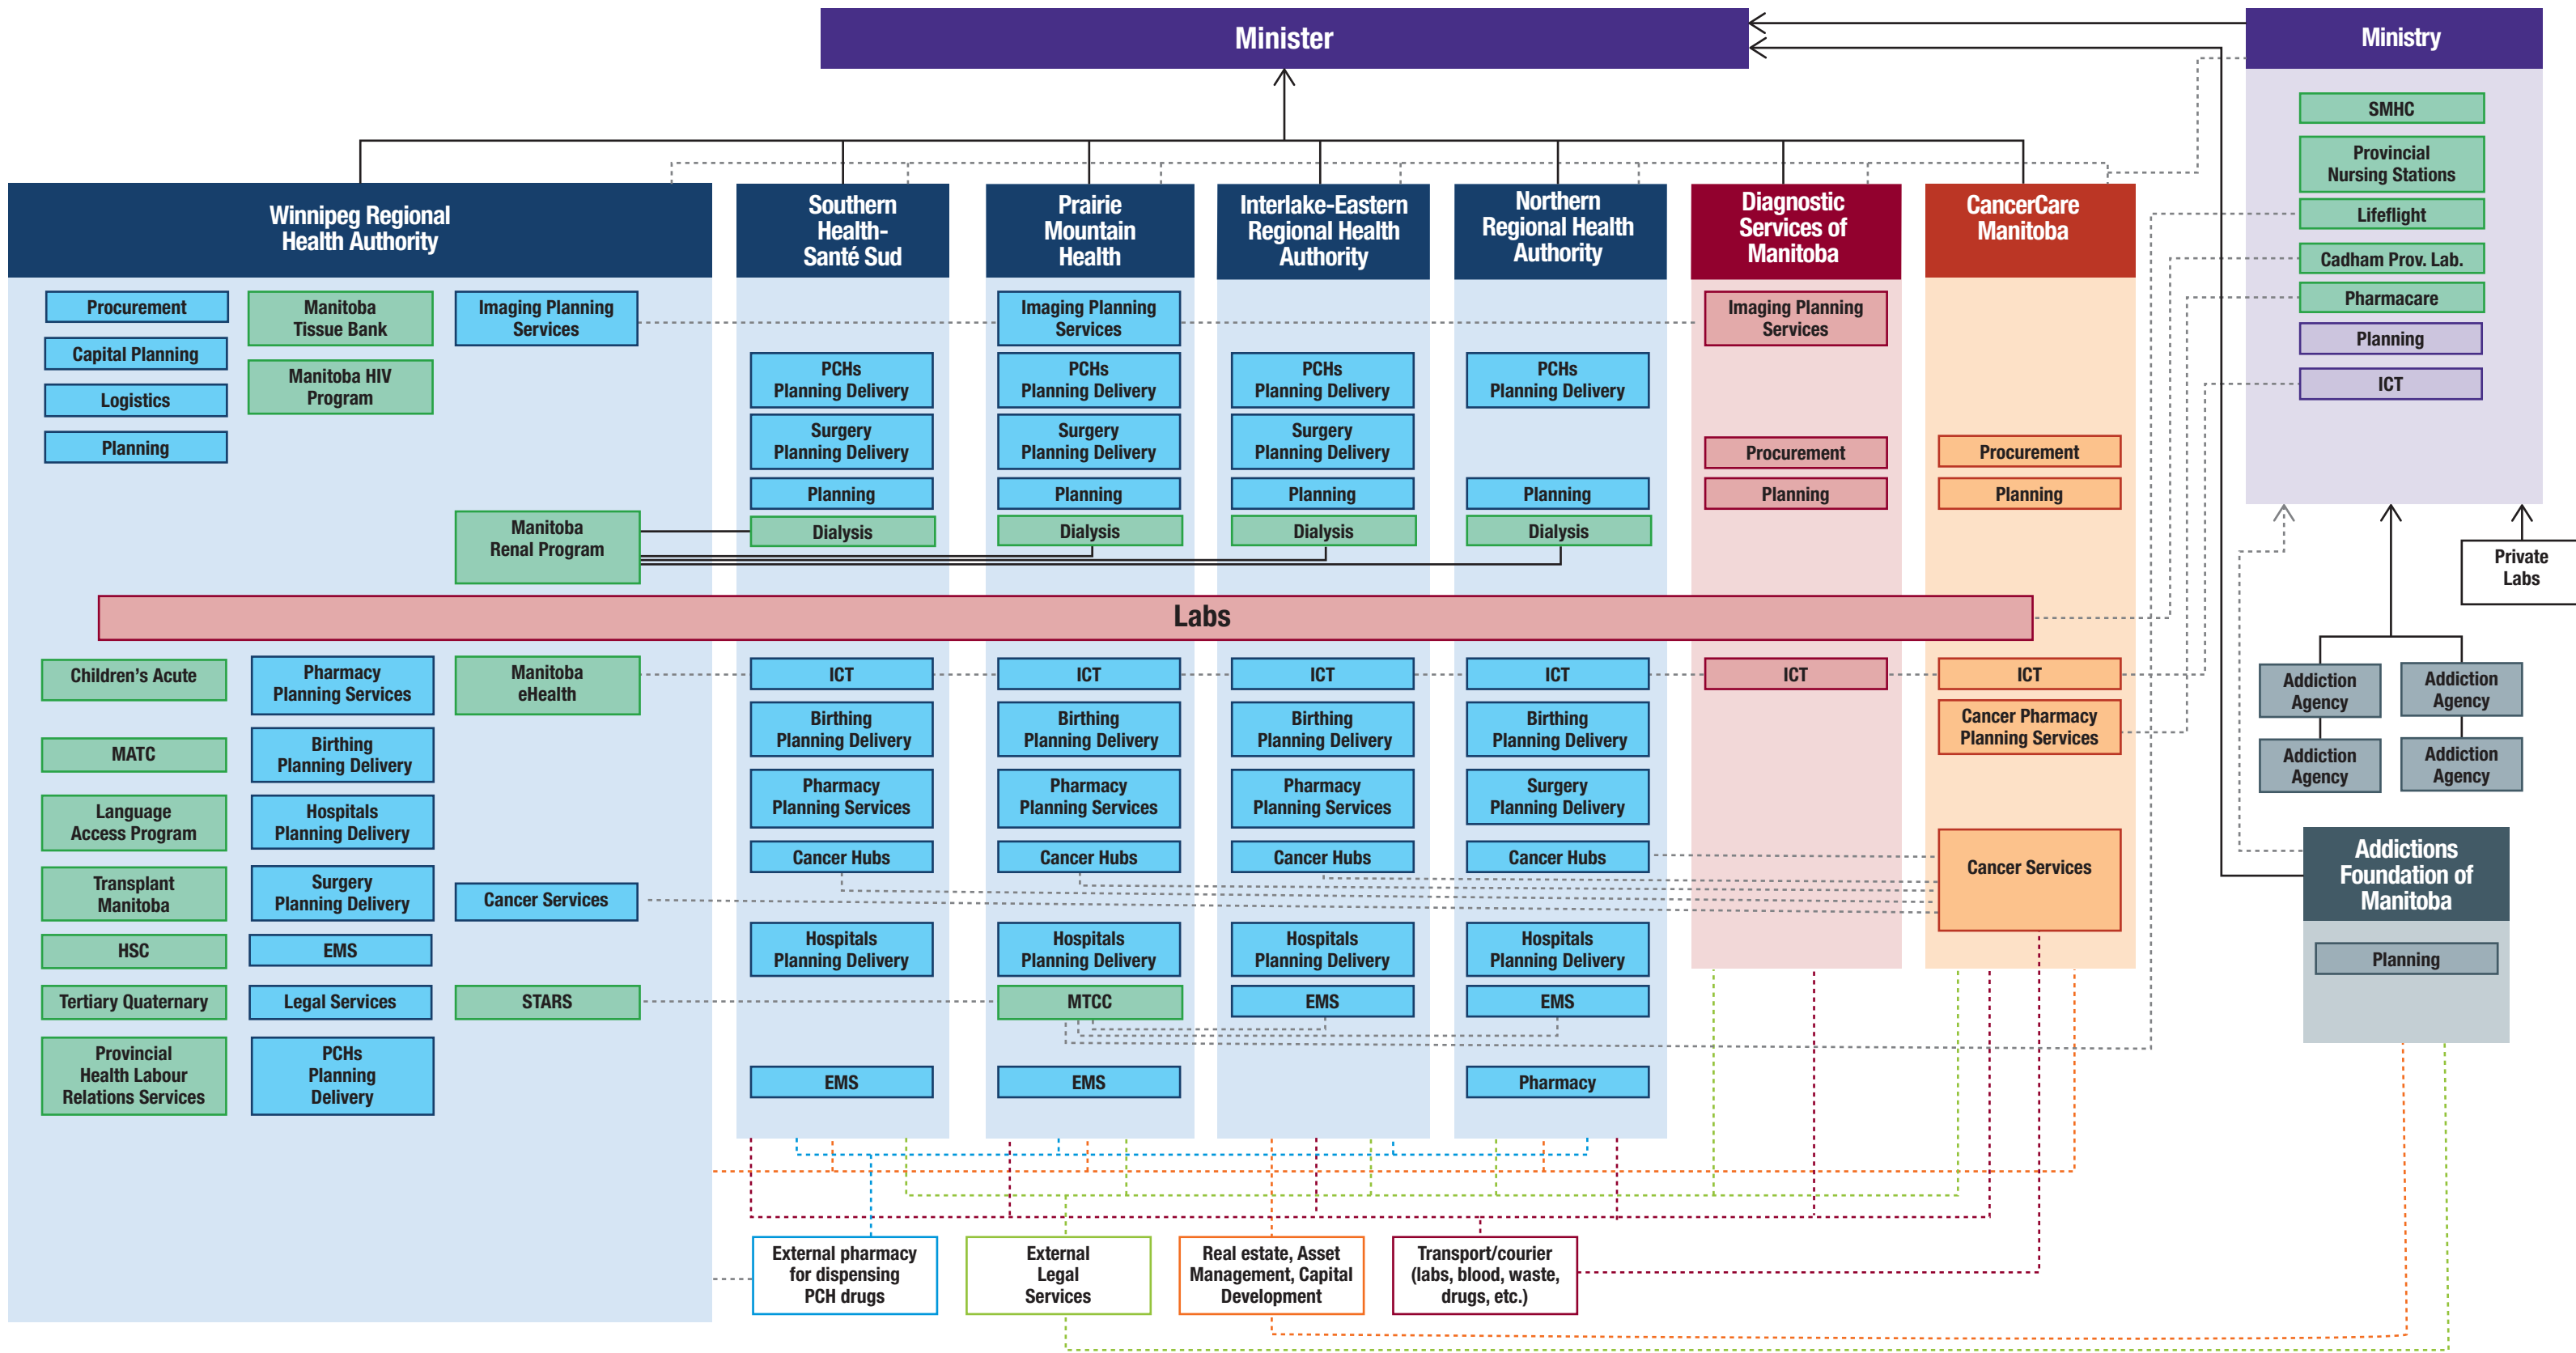 Minister
Ministry
SMHC
Provincial
Nursing Stations
Lifeflight
Cadham Prov. Lab.
Pharmacare
Planning
ICT
Private
Labs
Addiction
Agency
Addiction
Agency
Addiction
Agency
Addiction
Agency
Addictions
Foundation of
Manitoba
Planning
Winnipeg Regional
Health Authority
Procurement
Capital Planning
Logistics
Planning
Manitoba
Tissue Bank
Manitoba HIV
Program
Imaging Planning
Services
Manitoba
Renal Program
Labs
Children's Acute
MATC
Language
Access Program
Transplant
Manitoba
HSC
Tertiary Quaternary
Provincial
Health Labour
Relations Services
Pharmacy
Planning Services
Birthing
Planning Delivery
Hospitals
Planning Delivery
Surgery
Planning Delivery
EMS
Legal Services
PCHs
Planning
Delivery
Manitoba
eHealth
Cancer Services
STARS
Southern
Health-
Santé Sud
PCHs
Planning Delivery
Surgery
Planning Delivery
Planning
Dialysis
ICT
Birthing
Planning Delivery
Pharmacy
Planning Services
Cancer Hubs
Hospitals
Planning Delivery
EMS
Prairie
Mountain
Health
Imaging Planning
Services
PCHs
Planning Delivery
Surgery
Planning Delivery
Planning
Dialysis
ICT
Birthing
Planning Delivery
Pharmacy
Planning Services
Cancer Hubs
Hospitals
Planning Delivery
MTCC
EMS
Interlake-Eastern
Regional Health
Authority
PCHs
Planning Delivery
Surgery
Planning Delivery
Planning
Dialysis
ICT
Birthing
Planning Delivery
Pharmacy
Planning Services
Cancer Hubs
Hospitals
Planning Delivery
EMS
Northern
Regional Health
Authority
PCHs
Planning Delivery
Planning
Dialysis
ICT
Birthing
Planning Delivery
Surgery
Planning Delivery
Cancer Hubs
Hospitals
Planning Delivery
EMS
Pharmacy
Diagnostic
Services of
Manitoba
Imaging Planning
Services
Procurement
Planning
ICT
CancerCare
Manitoba
Procurement
Planning
ICT
Cancer Pharmacy
Planning Services
Cancer Services
External pharmacy
for dispensing
PCH drugs
External
Legal
Services
Real estate, Asset
Management, Capital
Development
Transport/courier
(labs, blood, waste,
drugs, etc.)